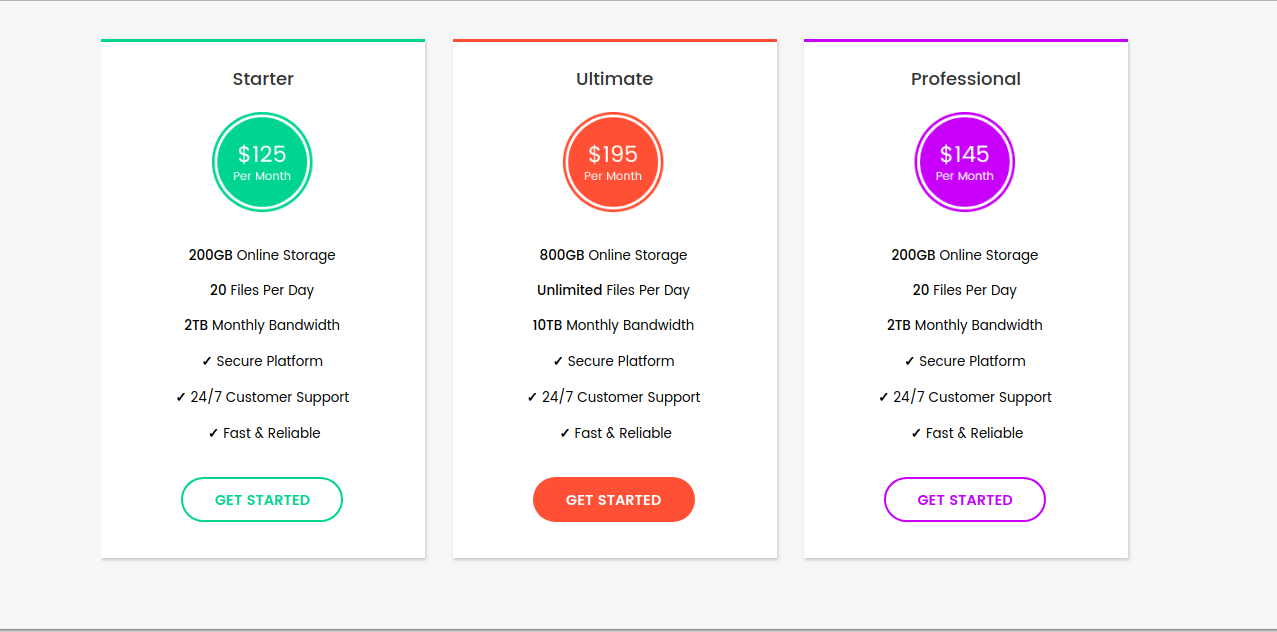 Starter
$125
Per Month
200GB Online Storage
20 Files Per Day
2TB Monthly Bandwidth
✓ Secure Platform
✓ 24/7 Customer Support
✓ Fast & Reliable
GET STARTED
Ultimate
$195
Per Month
800GB Online Storage
Unlimited Files Per Day
10TB Monthly Bandwidth
✓ Secure Platform
✓ 24/7 Customer Support
✓ Fast & Reliable
GET STARTED
Professional
$145
Per Month
200GB Online Storage
20 Files Per Day
2TB Monthly Bandwidth
✓ Secure Platform
✓ 24/7 Customer Support
✓ Fast & Reliable
GET STARTED